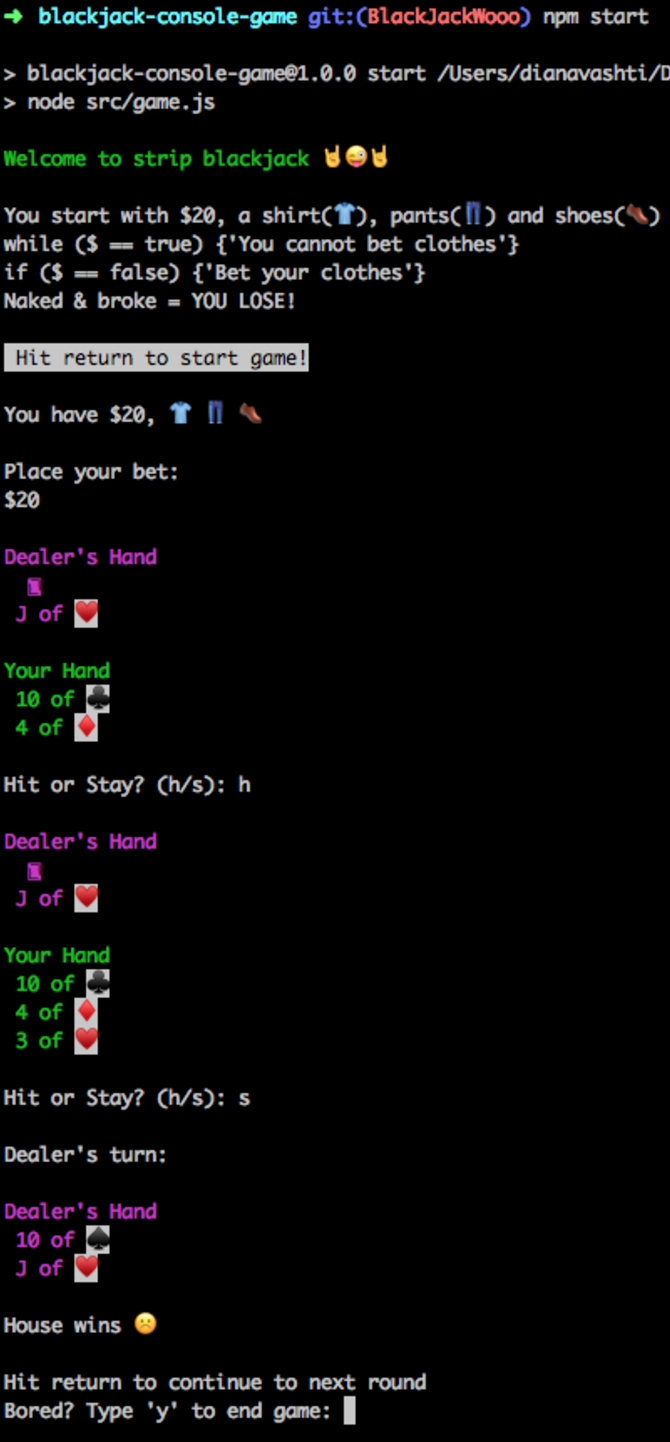 ➜ blackjack-console-game git:(BlackJackWooo) npm start
> blackjack-console-game@1.0.0 start /Users/dianavashti/D
> node src/game.js
Welcome to strip blackjack 🤘😜🤘
You start with $20, a shirt(👕), pants(👖) and shoes(👞)
while ($ == true) {'You cannot bet clothes'}
if ($ == false) {'Bet your clothes'}
Naked & broke = YOU LOSE!
Hit return to start game!
You have $20, 👕 👖 👞
Place your bet:
$20
Dealer's Hand
🂠
J of ♥️
Your Hand
10 of ♣️
4 of ♦️
Hit or Stay? (h/s): h
Dealer's Hand
🂠
J of ♥️
Your Hand
10 of ♣️
4 of ♦️
3 of ♥️
Hit or Stay? (h/s): s
Dealer's turn:
Dealer's Hand
10 of ♠️
J of ♥️
House wins ☹️
Hit return to continue to next round
Bored? Type 'y' to end game: